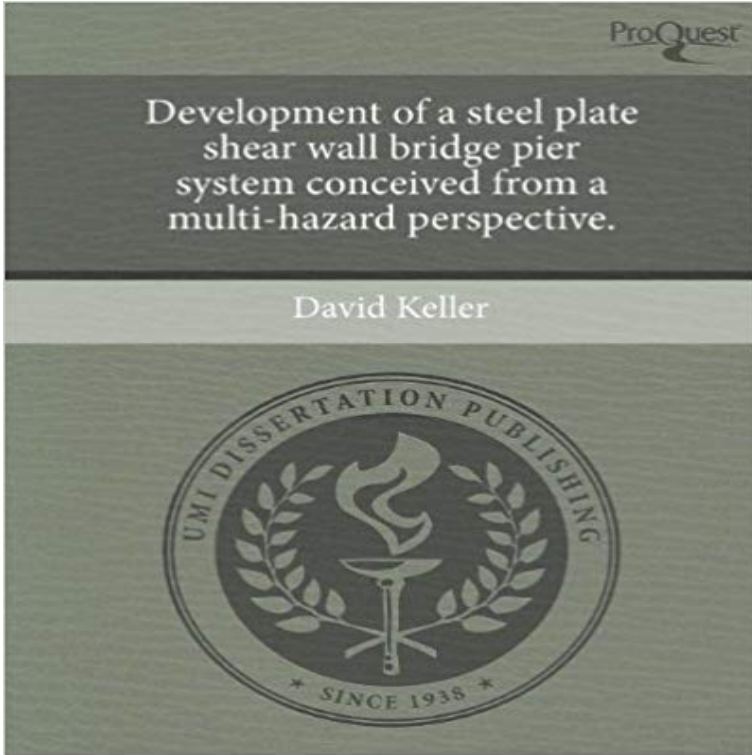 ProQuest
Development of a steel plate
shear wall bridge pier
system conceived from a
multi-hazard perspective.
David Keller
UMI DISSERTATION PUBLISHING
★ SINCE 1938 ★